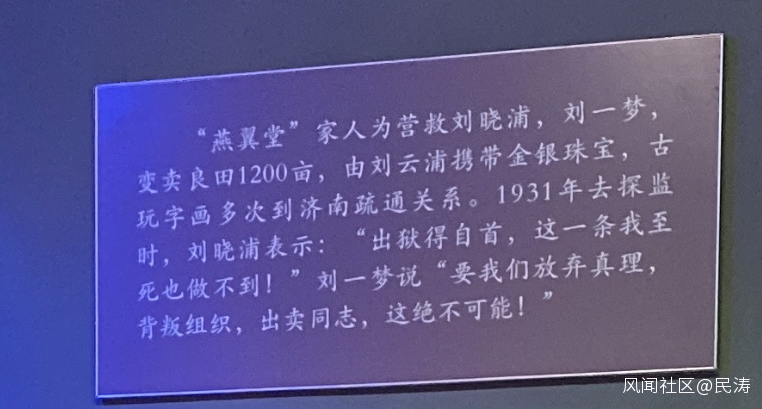 “燕翼堂”家人为营救刘晓浦，刘一梦，
变卖良田1200亩，由刘云浦携带金银珠宝，古
玩字画多次到济南疏通关系。1931年去探监
时，刘晓浦表示：“出狱得自首，这一条我至
死也做不到！”刘一梦说“要我们放弃真理，
背叛组织，出卖同志，这绝不可能！”
风闻社区@民涛